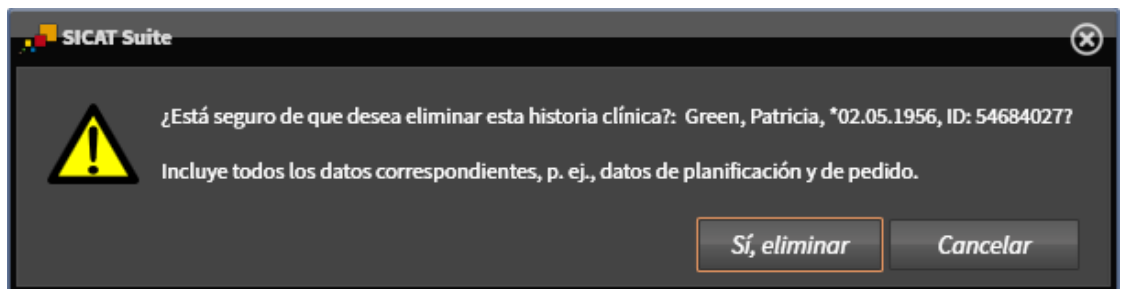 SICAT Suite
¿Está seguro de que desea eliminar esta historia clínica?: Green, Patricia, *02.05.1956, ID: 54684027?
Incluye todos los datos correspondientes, p. ej., datos de planificación y de pedido.
Sí, eliminar
Cancelar